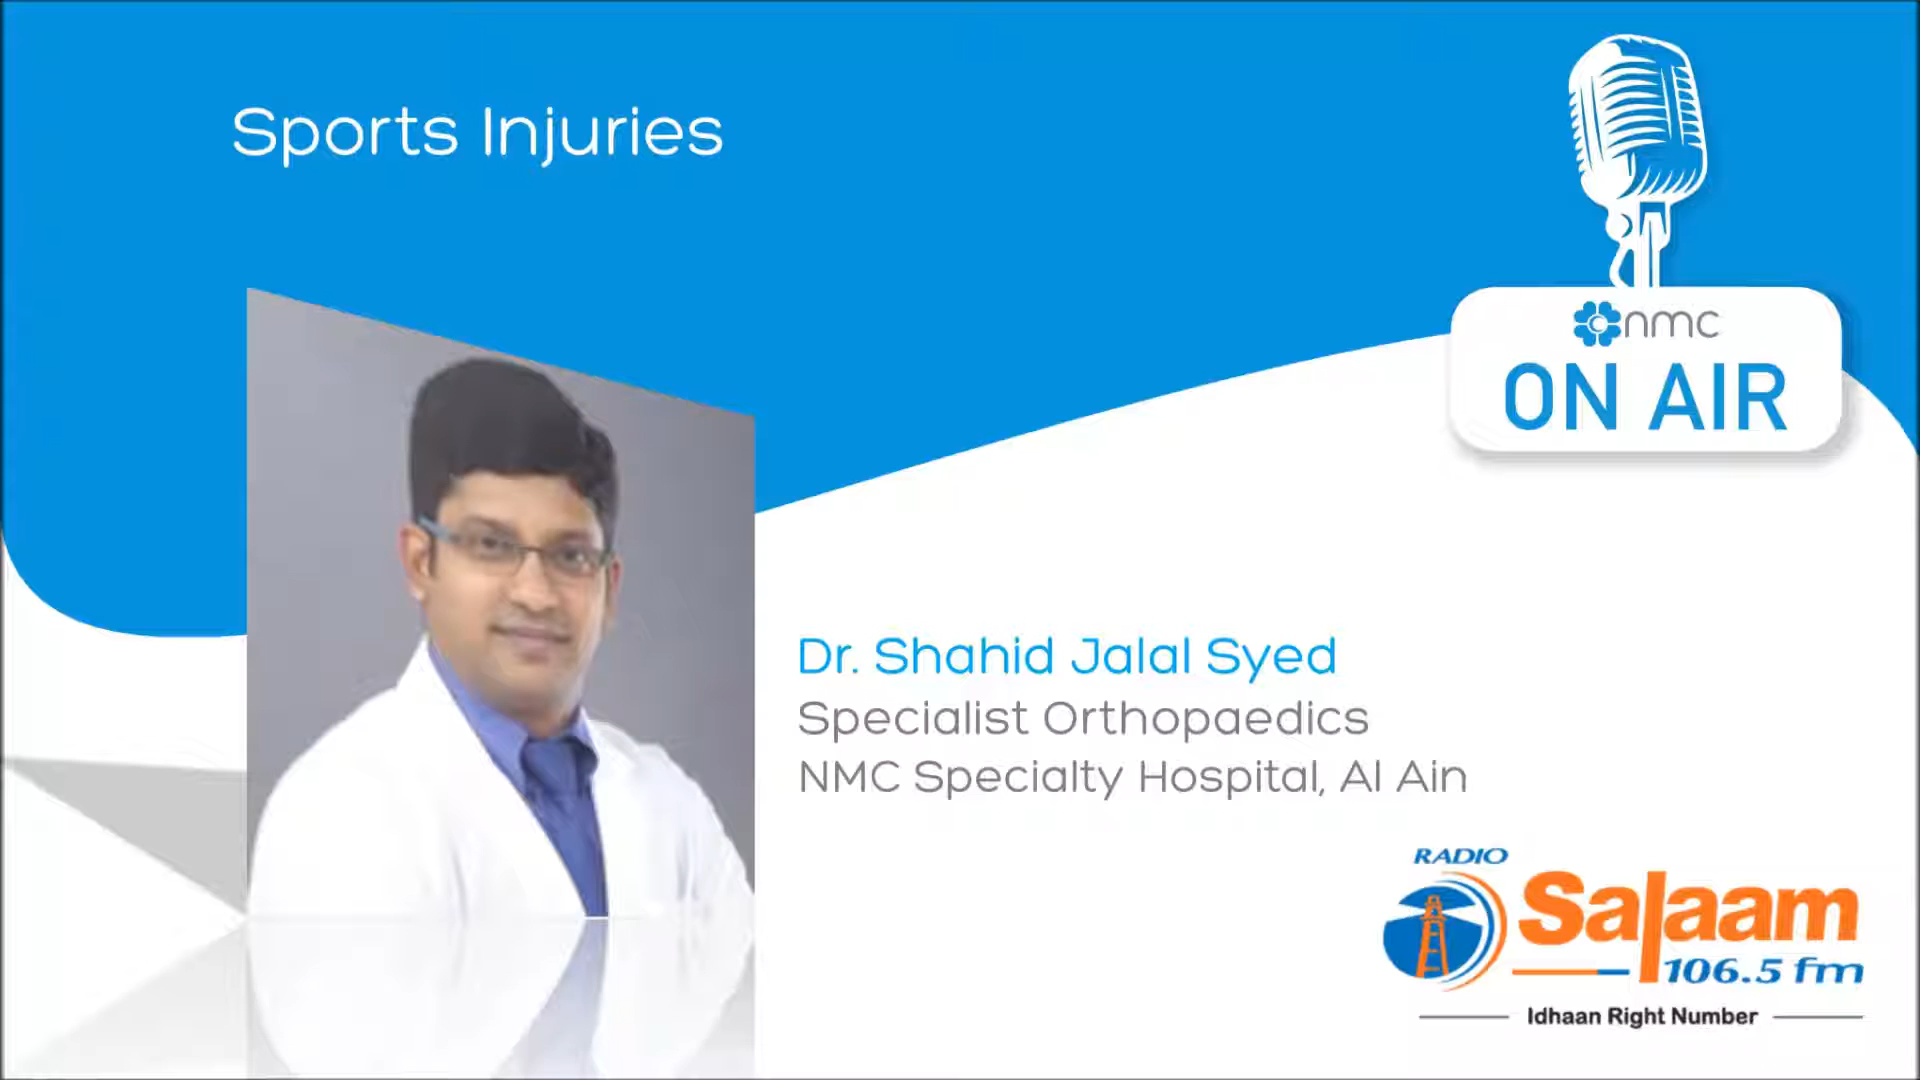 Sports Injuries
nmc
ON AIR
Dr. Shahid Jalal Syed
Specialist Orthopaedics
NMC Specialty Hospital, Al Ain
RADIO
Salaam
106.5 fm
Idhaan Right Number